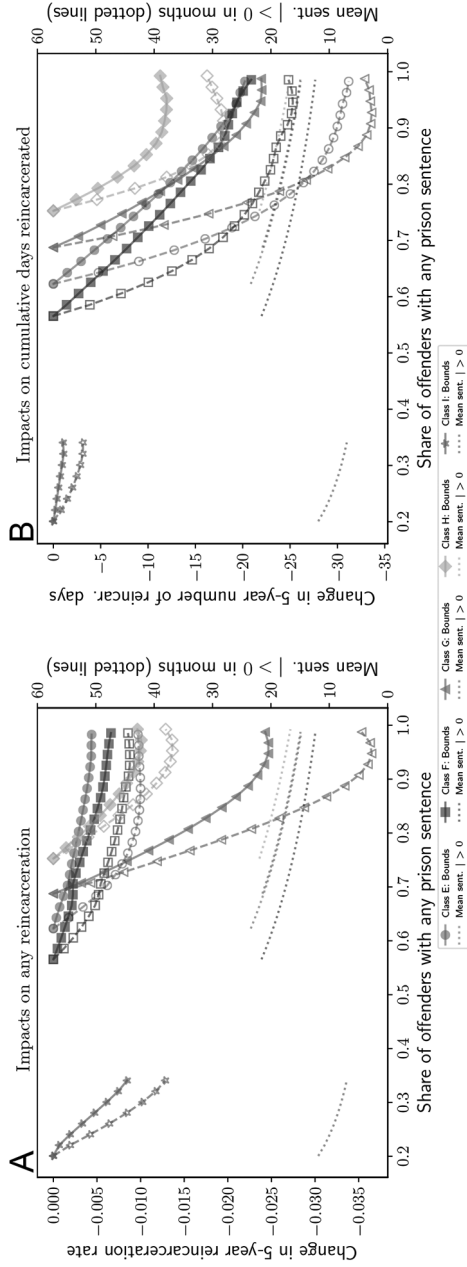 A
Impacts on any reincarceration
Change in 5-year reincarceration rate
0.000
−0.005
−0.010
−0.015
−0.020
−0.025
−0.030
−0.035
0.2
0.3
0.4
0.5
0.6
0.7
0.8
0.9
1.0
Share of offenders with any prison sentence
60
50
40
30
20
10
0
Mean sent. | > 0 in months (dotted lines)
B
Impacts on cumulative days reincarcerated
Change in 5-year number of reincar. days
0
−5
−10
−15
−20
−25
−30
−35
0.2
0.3
0.4
0.5
0.6
0.7
0.8
0.9
1.0
Share of offenders with any prison sentence
60
50
40
30
20
10
0
Mean sent. | > 0 in months (dotted lines)
Class E: Bounds
Mean sent. | > 0
Class F: Bounds
Mean sent. | > 0
Class G: Bounds
Mean sent. | > 0
Class H: Bounds
Mean sent. | > 0
Class I: Bounds
Mean sent. | > 0